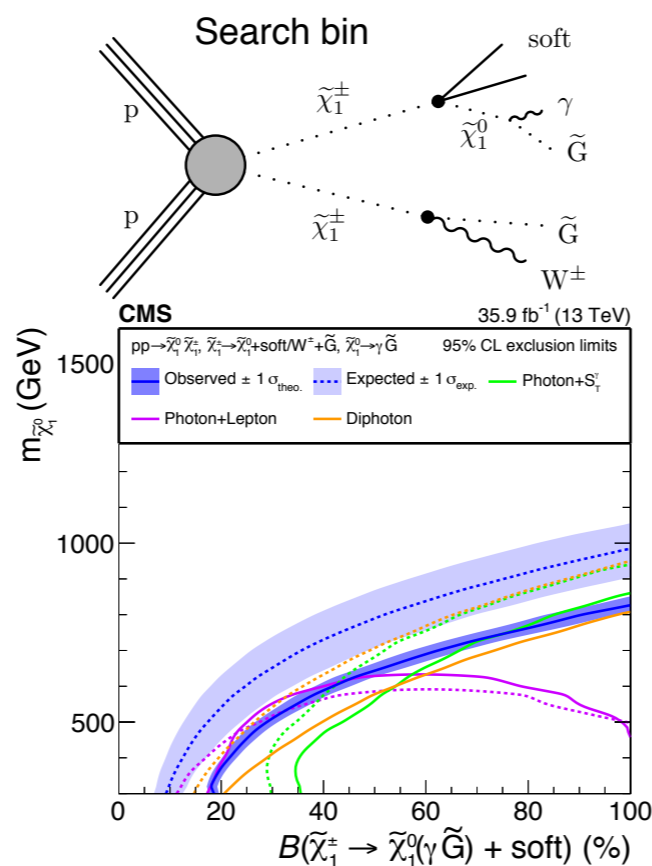 Search bin
soft
p
χ̃₁±
χ̃₁⁰
γ
G̃
p
χ̃₁±
G̃
W±
CMS 35.9 fb⁻¹ (13 TeV)
pp→χ̃₁⁰ χ̃₁±, χ̃₁±→χ̃₁⁰+soft/W±+G̃, χ̃₁⁰→γG̃ 95% CL exclusion limits
Observed ± 1 σtheo. Expected ± 1 σexp. Photon+S_T^γ
Photon+Lepton Diphoton
m_χ̃₁⁰ (GeV)
1500
1000
500
0 20 40 60 80 100
B(χ̃₁± → χ̃₁⁰(γG̃) + soft) (%)